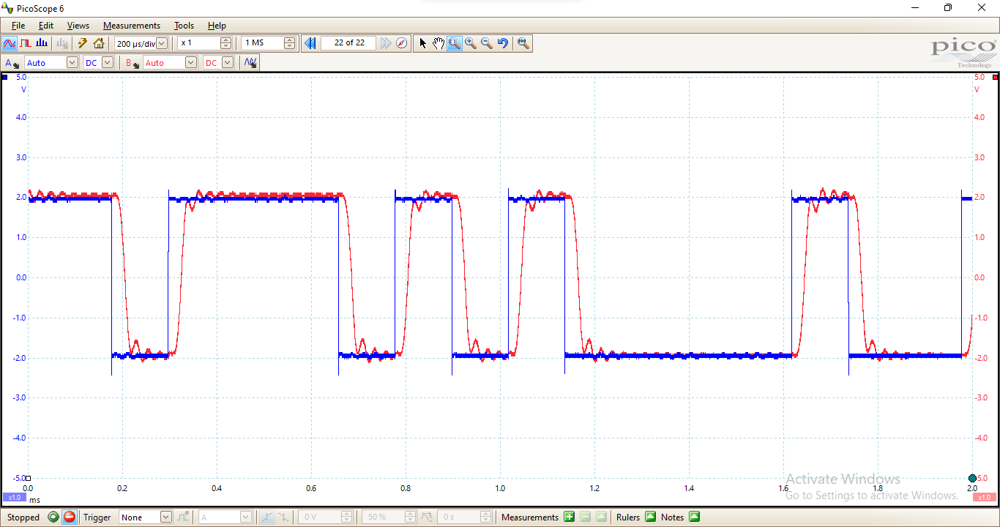 PicoScope 6
File Edit Views Measurements Tools Help
200 µs/div x 1 1 MS 22 of 22
pico
Technology
A Auto DC B Auto DC
5.0 5.0
V V
4.0 4.0
3.0 3.0
2.0 2.0
1.0 1.0
0.0 0.0
-1.0 -1.0
-2.0 -2.0
-3.0 -3.0
-4.0 -4.0
-5.0 5.0
Activate Windows
0.0 0.2 0.4 0.6 0.8 1.0 1.2 1.4 1.6 1.8 2.0
Go to Settings to activate Windows.
x1.0 ms x1.0
Stopped Trigger None A 0 V 50 % 0 s Measurements Rulers Notes